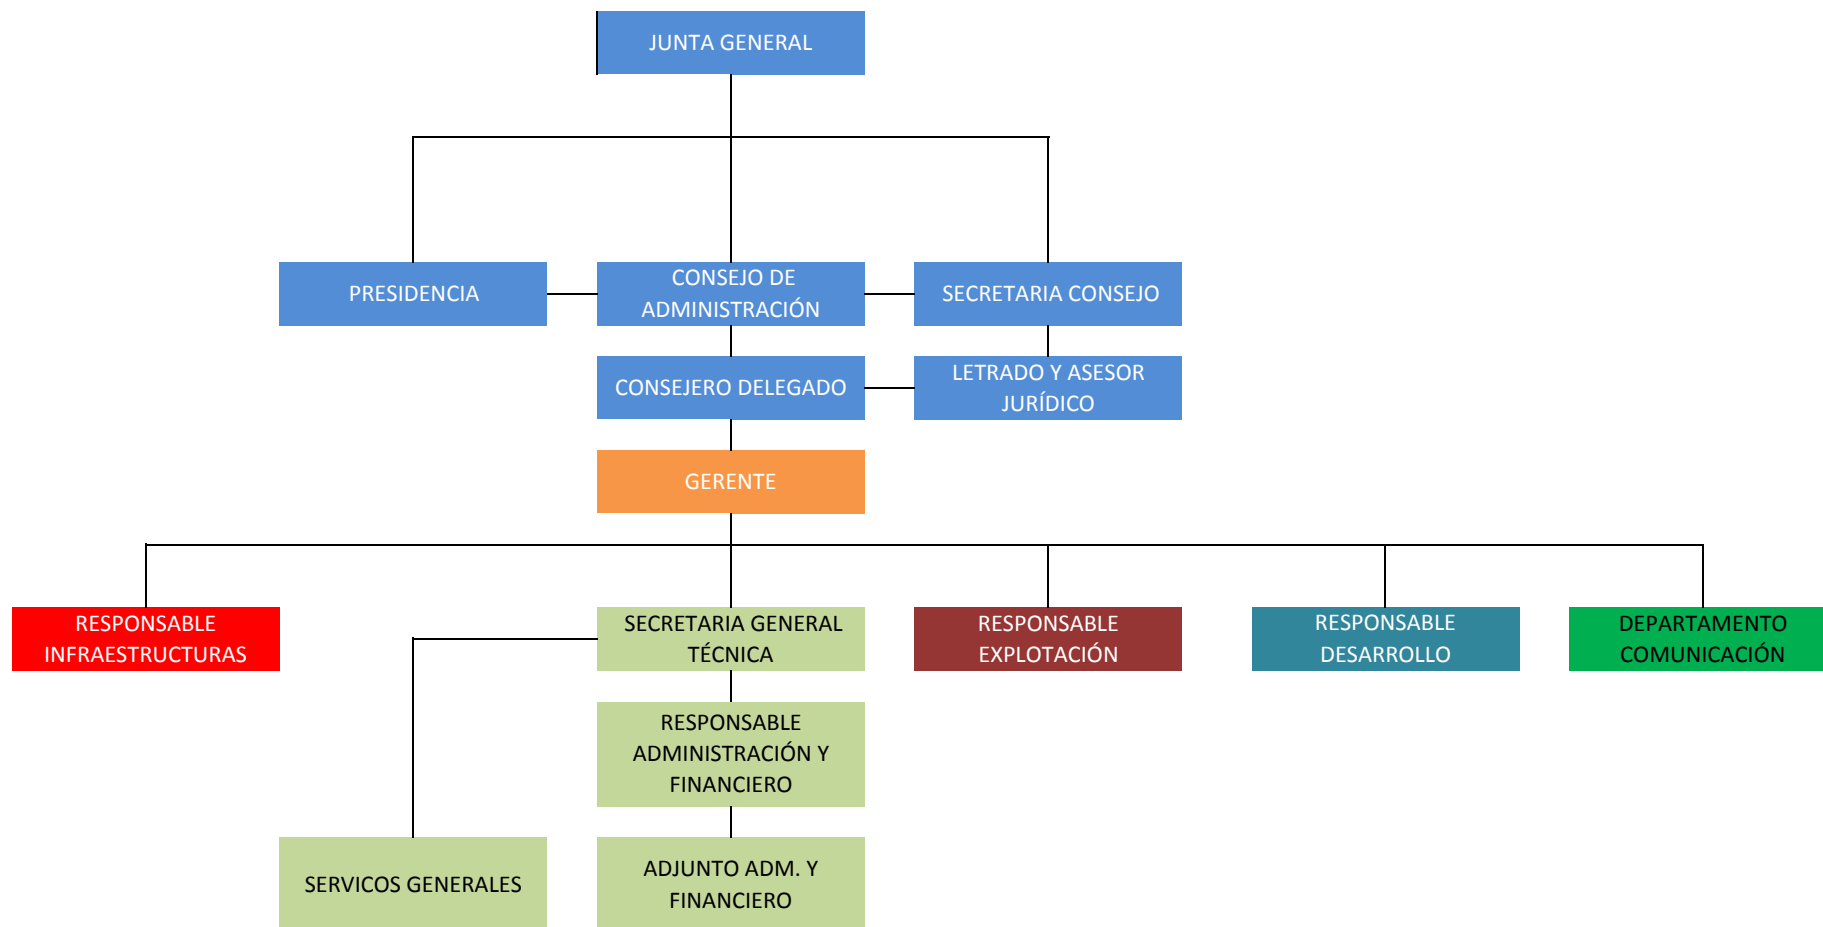 JUNTA GENERAL
PRESIDENCIA
CONSEJO DE
ADMINISTRACIÓN
SECRETARIA CONSEJO
CONSEJERO DELEGADO
LETRADO Y ASESOR
JURÍDICO
GERENTE
RESPONSABLE
INFRAESTRUCTURAS
SECRETARIA GENERAL
TÉCNICA
RESPONSABLE
EXPLOTACIÓN
RESPONSABLE
DESARROLLO
DEPARTAMENTO
COMUNICACIÓN
RESPONSABLE
ADMINISTRACIÓN Y
FINANCIERO
SERVICOS GENERALES
ADJUNTO ADM. Y
FINANCIERO